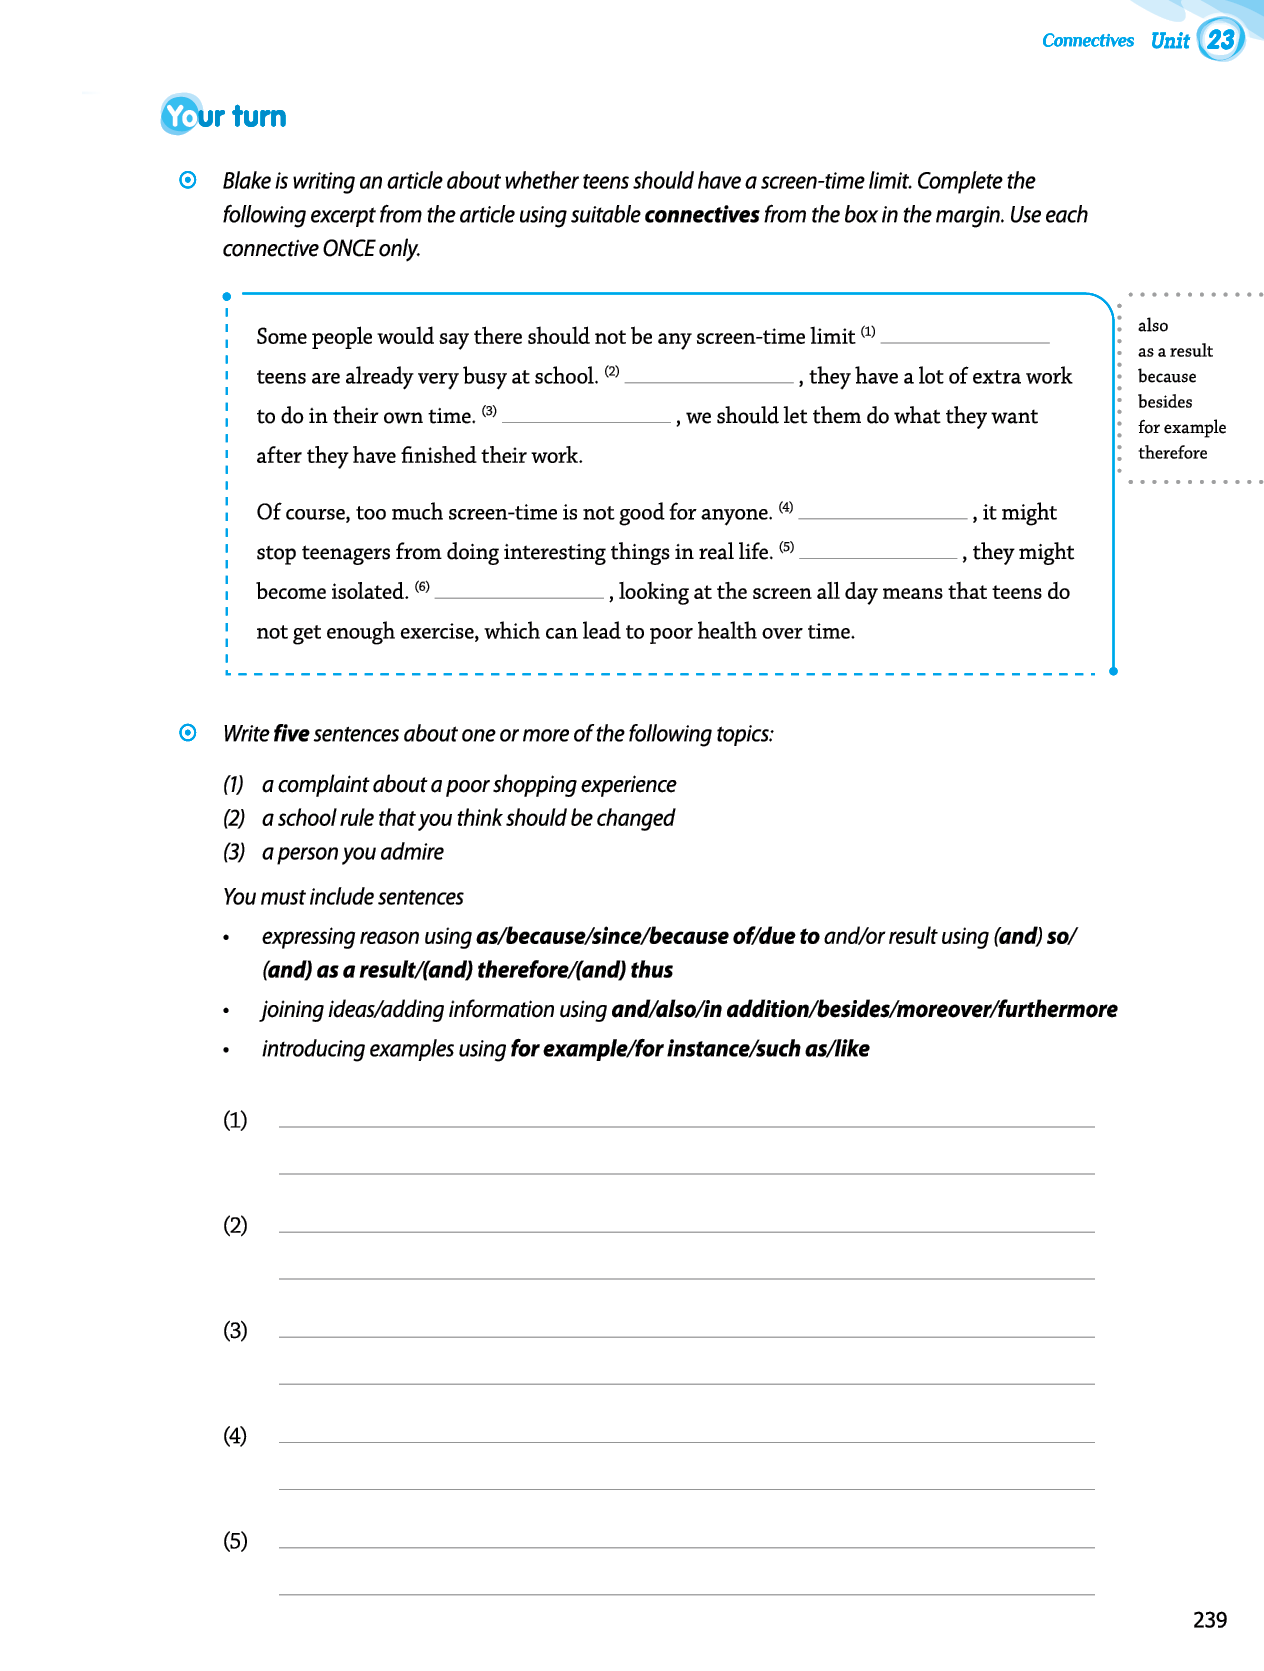 Connectives Unit 23
Your turn
Blake is writing an article about whether teens should have a screen-time limit. Complete the
following excerpt from the article using suitable connectives from the box in the margin. Use each
connective ONCE only.
Some people would say there should not be any screen-time limit (1)
teens are already very busy at school. (2) , they have a lot of extra work
to do in their own time. (3) , we should let them do what they want
after they have finished their work.
Of course, too much screen-time is not good for anyone. (4) , it might
stop teenagers from doing interesting things in real life. (5) , they might
become isolated. (6) , looking at the screen all day means that teens do
not get enough exercise, which can lead to poor health over time.
also
as a result
because
besides
for example
therefore
Write five sentences about one or more of the following topics:
(1) a complaint about a poor shopping experience
(2) a school rule that you think should be changed
(3) a person you admire
You must include sentences
• expressing reason using as/because/since/because of/due to and/or result using (and) so/
(and) as a result/(and) therefore/(and) thus
• joining ideas/adding information using and/also/in addition/besides/moreover/furthermore
• introducing examples using for example/for instance/such as/like
(1)
(2)
(3)
(4)
(5)
239